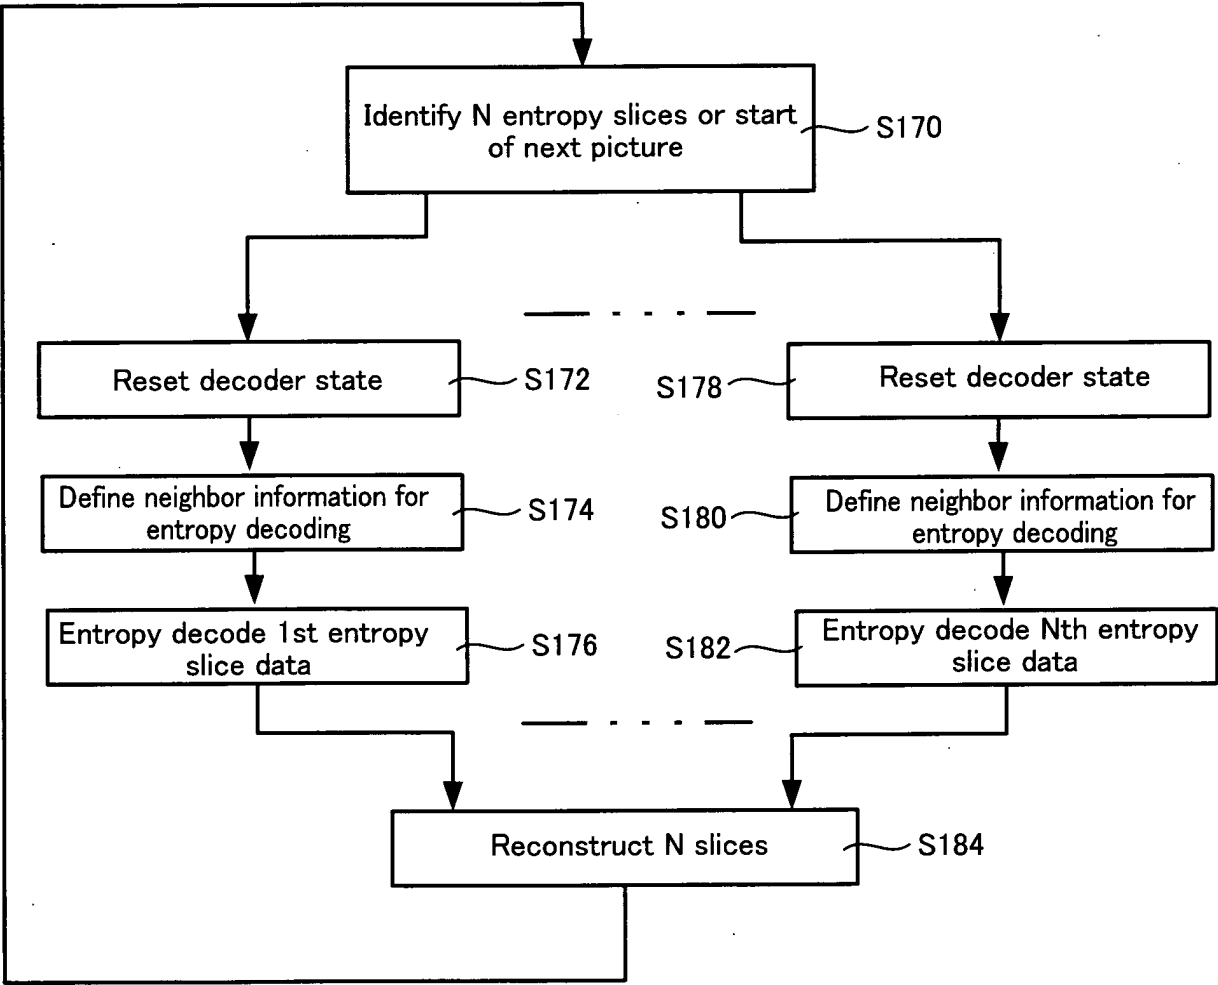 Identify N entropy slices or start
of next picture
S170
Reset decoder state
S172
S178
Reset decoder state
Define neighbor information for
entropy decoding
S174
S180
Define neighbor information for
entropy decoding
Entropy decode 1st entropy
slice data
S176
S182
Entropy decode Nth entropy
slice data
Reconstruct N slices
S184